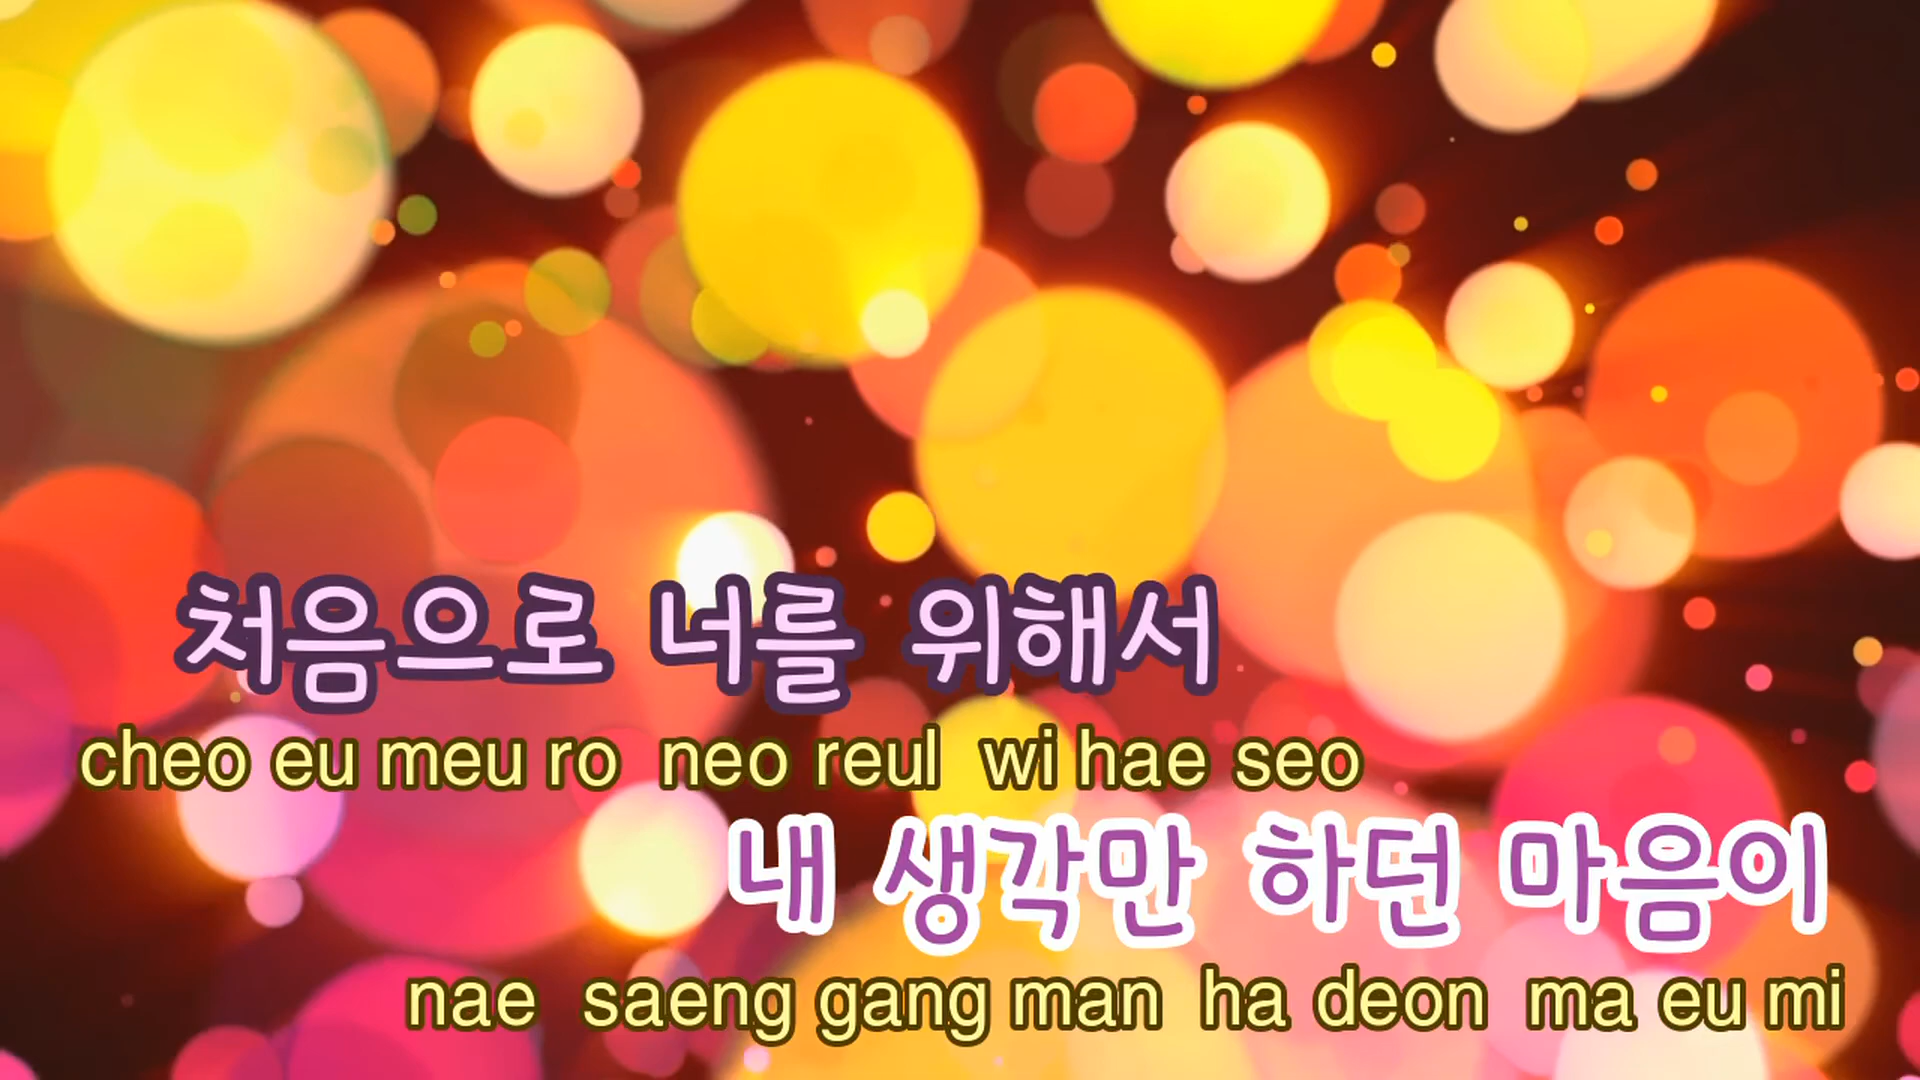 처음으로 너를 위해서
cheo eu meu ro neo reul wi hae seo
내 생각만 하던 마음이
nae saeng gang man ha deon ma eu mi